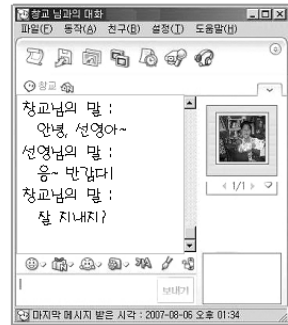 창교 님과의 대화
파일(F) 동작(A) 친구(B) 설정(T) 도움말(H)
창교
창교님의 말 :
안녕, 선영아~
선영님의 말 :
응~ 반갑다!
창교님의 말 :
잘 지내지?
1/1
보내기
마지막 메시지 받은 시각 : 2007-08-06 오후 01:34